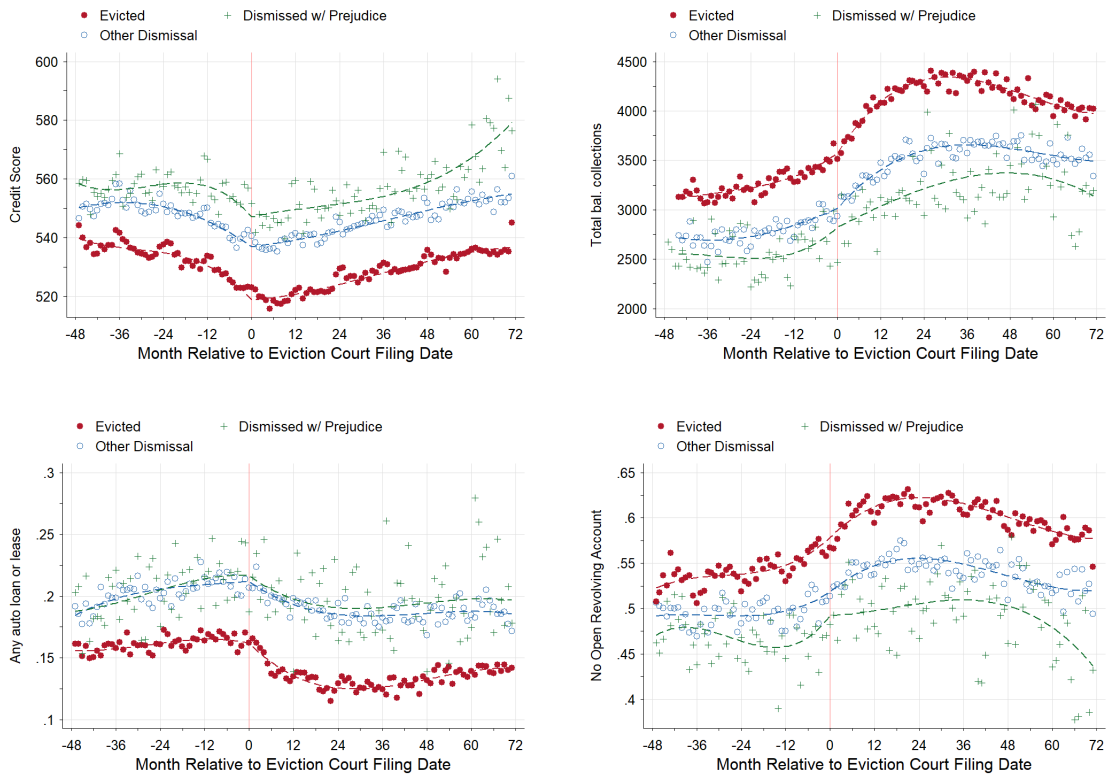 Evicted Dismissed w/ Prejudice
Other Dismissal
600
580
560
540
520
Credit Score
-48 -36 -24 -12 0 12 24 36 48 60 72
Month Relative to Eviction Court Filing Date
Evicted Dismissed w/ Prejudice
Other Dismissal
4500
4000
3500
3000
2500
2000
Total bal. collections
-48 -36 -24 -12 0 12 24 36 48 60 72
Month Relative to Eviction Court Filing Date
Evicted Dismissed w/ Prejudice
Other Dismissal
.3
.25
.2
.15
.1
Any auto loan or lease
-48 -36 -24 -12 0 12 24 36 48 60 72
Month Relative to Eviction Court Filing Date
Evicted Dismissed w/ Prejudice
Other Dismissal
.65
.6
.55
.5
.45
.4
No Open Revolving Account
-48 -36 -24 -12 0 12 24 36 48 60 72
Month Relative to Eviction Court Filing Date